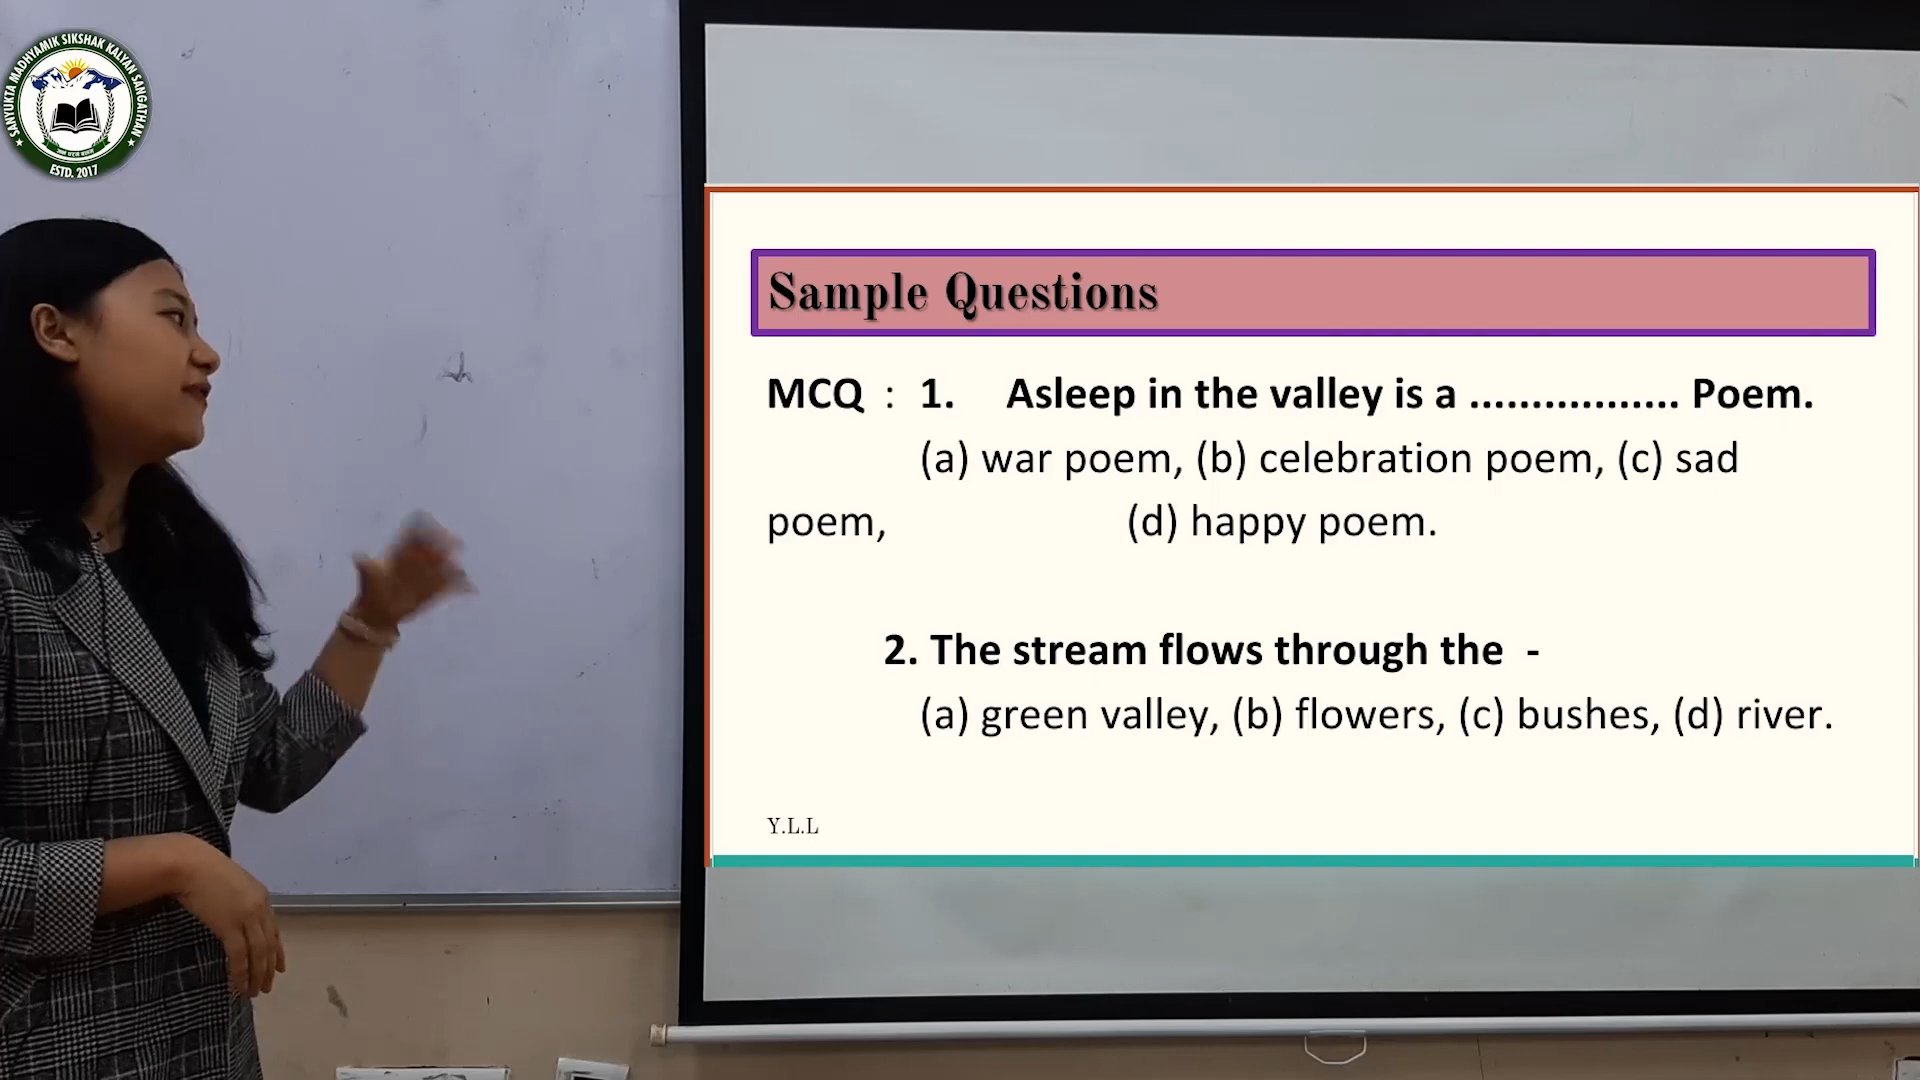 SANYUKTA MADHYAMIK SIKSHAK KALYAN SANGATHAN
ESTD. 2017
Sample Questions
MCQ : 1. Asleep in the valley is a ................. Poem.
(a) war poem, (b) celebration poem, (c) sad
poem, (d) happy poem.
2. The stream flows through the -
(a) green valley, (b) flowers, (c) bushes, (d) river.
Y.L.L